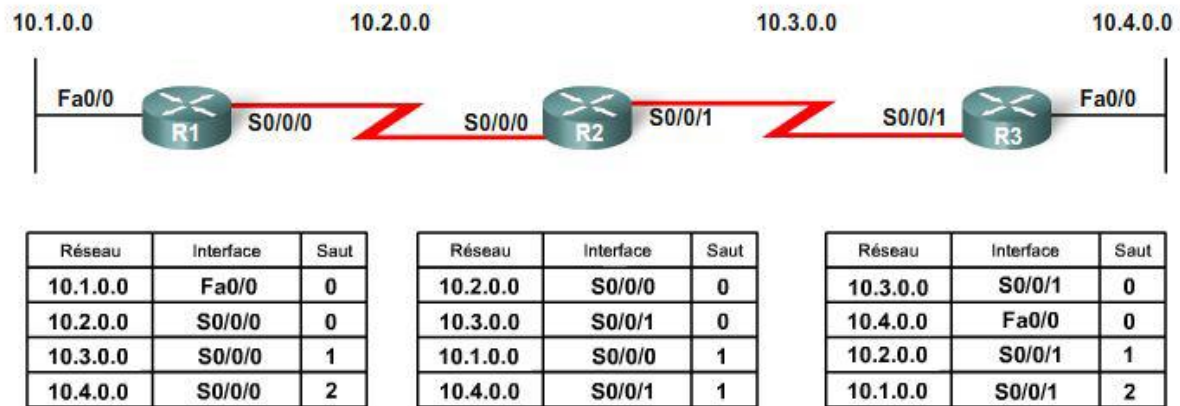 10.1.0.0 10.2.0.0 10.3.0.0 10.4.0.0
Fa0/0 R1 S0/0/0 S0/0/0 R2 S0/0/1 S0/0/1 R3 Fa0/0
Réseau Interface Saut
10.1.0.0 Fa0/0 0
10.2.0.0 S0/0/0 0
10.3.0.0 S0/0/0 1
10.4.0.0 S0/0/0 2
Réseau Interface Saut
10.2.0.0 S0/0/0 0
10.3.0.0 S0/0/1 0
10.1.0.0 S0/0/0 1
10.4.0.0 S0/0/1 1
Réseau Interface Saut
10.3.0.0 S0/0/1 0
10.4.0.0 Fa0/0 0
10.2.0.0 S0/0/1 1
10.1.0.0 S0/0/1 2